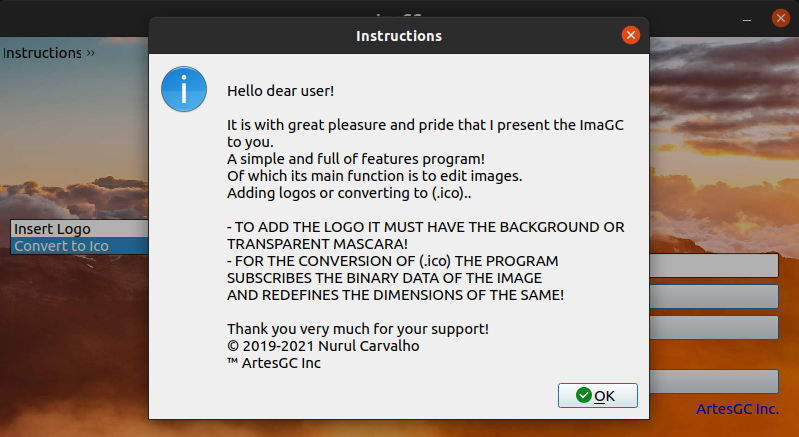 Instructions
Instructions ››
Hello dear user!
It is with great pleasure and pride that I present the ImaGC
to you.
A simple and full of features program!
Of which its main function is to edit images.
Adding logos or converting to (.ico)..
- TO ADD THE LOGO IT MUST HAVE THE BACKGROUND OR
TRANSPARENT MASCARA!
- FOR THE CONVERSION OF (.ico) THE PROGRAM
SUBSCRIBES THE BINARY DATA OF THE IMAGE
AND REDEFINES THE DIMENSIONS OF THE SAME!
Thank you very much for your support!
© 2019-2021 Nurul Carvalho
™ ArtesGC Inc
Insert Logo
Convert to Ico
OK
ArtesGC Inc.